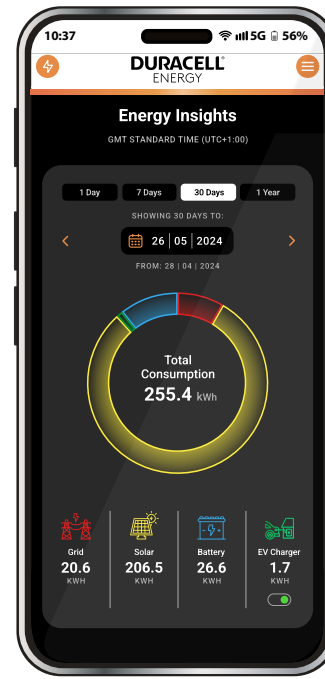 10:37 5G 56%
DURACELL
ENERGY
Energy Insights
GMT STANDARD TIME (UTC+1:00)
1 Day 7 Days 30 Days 1 Year
SHOWING 30 DAYS TO:
26 | 05 | 2024
FROM: 28 | 04 | 2024
Total
Consumption
255.4 kWh
Grid Solar Battery EV Charger
20.6 206.5 26.6 1.7
KWH KWH KWH KWH